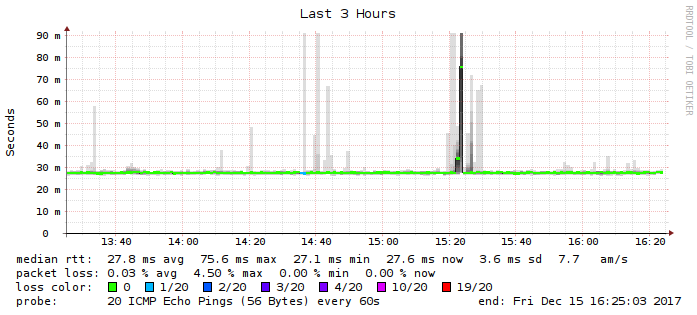 Last 3 Hours
RRDTOOL / TOBI OETIKER
Seconds
90 m
80 m
70 m
60 m
50 m
40 m
30 m
20 m
10 m
0
13:40 14:00 14:20 14:40 15:00 15:20 15:40 16:00 16:20
median rtt: 27.8 ms avg 75.6 ms max 27.1 ms min 27.6 ms now 3.6 ms sd 7.7 am/s
packet loss: 0.03 % avg 4.50 % max 0.00 % min 0.00 % now
loss color: 0 1/20 2/20 3/20 4/20 10/20 19/20
probe: 20 ICMP Echo Pings (56 Bytes) every 60s end: Fri Dec 15 16:25:03 2017